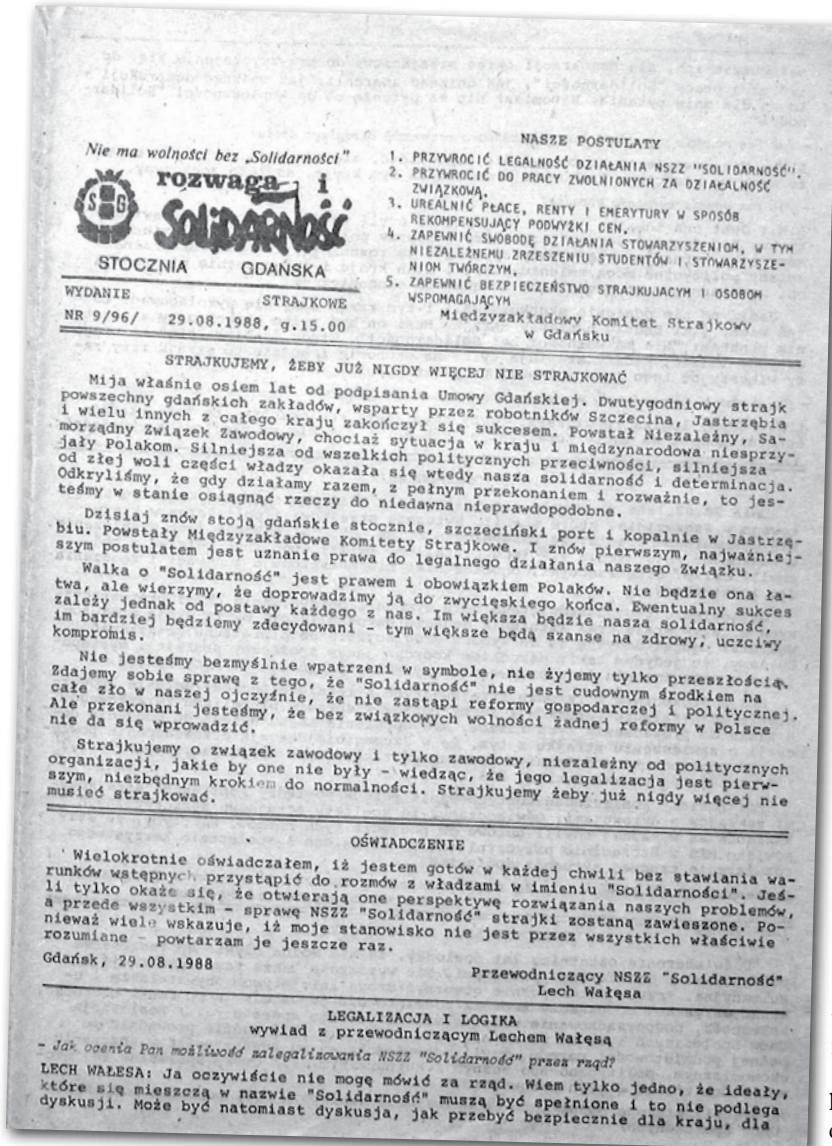 Nie ma wolności bez „Solidarności"
SG
rozwaga i
SOLIDARNOŚĆ
STOCZNIA GDAŃSKA
WYDANIE STRAJKOWE
NR 9/96/ 29.08.1988, g.15.00
NASZE POSTULATY
1. PRZYWROCIĆ LEGALNOŚĆ DZIAŁANIA NSZZ "SOLIDARNOŚĆ".
2. PRZYWROCIĆ DO PRACY ZWOLNIONYCH ZA DZIAŁALNOŚĆ
ZWIĄZKOWĄ.
3. UREALNIĆ PŁACE, RENTY I EMERYTURY W SPOSÓB
REKOMPENSUJĄCY PODWYŻKI CEN.
4. ZAPEWNIĆ SWOBODĘ DZIAŁANIA STOWARZYSZENIOM, W TYM
NIEZALEŻNEMU ZRZESZENIU STUDENTÓW I STOWARZYSZE-
NIOM TWÓRCZYM.
5. ZAPEWNIĆ BEZPIECZEŃSTWO STRAJKUJĄCYM I OSOBOM
WSPOMAGAJĄCYM
Międzyzakładowy Komitet Strajkowy
w Gdańsku
STRAJKUJEMY, ŻEBY JUŻ NIGDY WIĘCEJ NIE STRAJKOWAĆ
Mija właśnie osiem lat od podpisania Umowy Gdańskiej. Dwutygodniowy strajk
powszechny gdańskich zakładów, wsparty przez robotników Szczecina, Jastrzębia
i wielu innych z całego kraju zakończył się sukcesem. Powstał Niezależny, Sa-
morządny Związek Zawodowy, chociaż sytuacja w kraju i międzynarodowa niesprzy-
jały Polakom. Silniejsza od wszelkich politycznych przeciwności, silniejsza
od złej woli części władzy okazała się wtedy nasza solidarność i determinacja.
Odkryliśmy, że gdy działamy razem, z pełnym przekonaniem i rozważnie, to jes-
teśmy w stanie osiągnąć rzeczy do niedawna nieprawdopodobne.
Dzisiaj znów stoją gdańskie stocznie, szczeciński port i kopalnie w Jastrzę-
biu. Powstały Międzyzakładowe Komitety Strajkowe. I znów pierwszym, najważniej-
szym postulatem jest uznanie prawa do legalnego działania naszego Związku.
Walka o "Solidarność" jest prawem i obowiązkiem Polaków. Nie będzie ona ła-
twa, ale wierzymy, że doprowadzimy ją do zwycięskiego końca. Ewentualny sukces
zależy jednak od postawy każdego z nas. Im większa będzie nasza solidarność,
im bardziej będziemy zdecydowani - tym większe będą szanse na zdrowy, uczciwy
kompromis.
Nie jesteśmy bezmyślnie wpatrzeni w symbole, nie żyjemy tylko przeszłością.
Zdajemy sobie sprawę z tego, że "Solidarność" nie jest cudownym środkiem na
całe zło w naszej ojczyźnie, że nie zastąpi reformy gospodarczej i politycznej.
Ale przekonani jesteśmy, że bez związkowych wolności żadnej reformy w Polsce
nie da się wprowadzić.
Strajkujemy o związek zawodowy i tylko zawodowy, niezależny od politycznych
organizacji, jakie by one nie były - wiedząc, że jego legalizacja jest pierw-
szym, niezbędnym krokiem do normalności. Strajkujemy żeby już nigdy więcej nie
musieć strajkować.
OŚWIADCZENIE
Wielokrotnie oświadczałem, iż jestem gotów w każdej chwili bez stawiania wa-
runków wstępnych przystąpić do rozmów z władzami w imieniu "Solidarności". Jeś-
li tylko okaże się, że otwierają one perspektywę rozwiązania naszych problemów,
a przede wszystkim - sprawę NSZZ "Solidarność" strajki zostaną zawieszone. Po-
nieważ wiele wskazuje, iż moje stanowisko nie jest przez wszystkich właściwie
rozumiane - powtarzam je jeszcze raz.
Gdańsk, 29.08.1988
Przewodniczący NSZZ "Solidarność"
Lech Wałęsa
LEGALIZACJA I LOGIKA
wywiad z przewodniczącym Lechem Wałęsą
- Jak ocenia Pan możliwość zalegalizowania NSZZ "Solidarność" przez rząd?
LECH WAŁESA: Ja oczywiście nie mogę mówić za rząd. Wiem tylko jedno, że ideały,
które się mieszczą w nazwie "Solidarność" muszą być spełnione i to nie podlega
dyskusji. Może być natomiast dyskusja, jak przebyć bezpiecznie dla kraju, dla